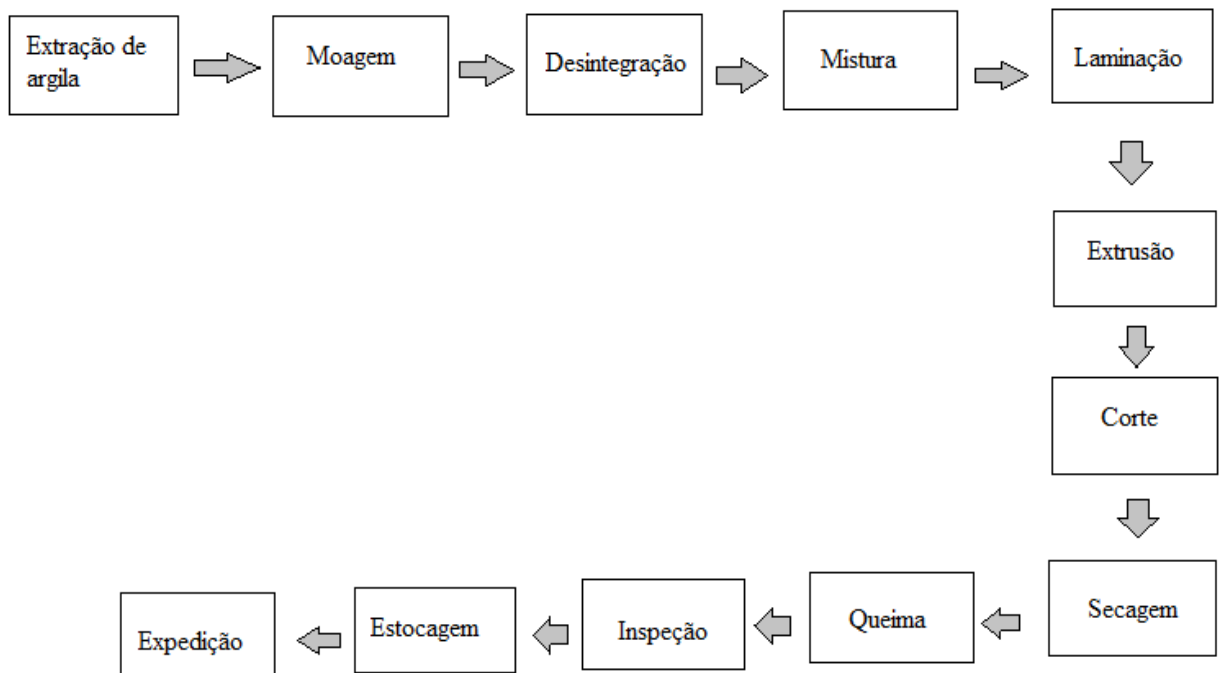 Extração de
argila
Moagem
Desintegração
Mistura
Laminação
Extrusão
Corte
Secagem
Queima
Inspeção
Estocagem
Expedição